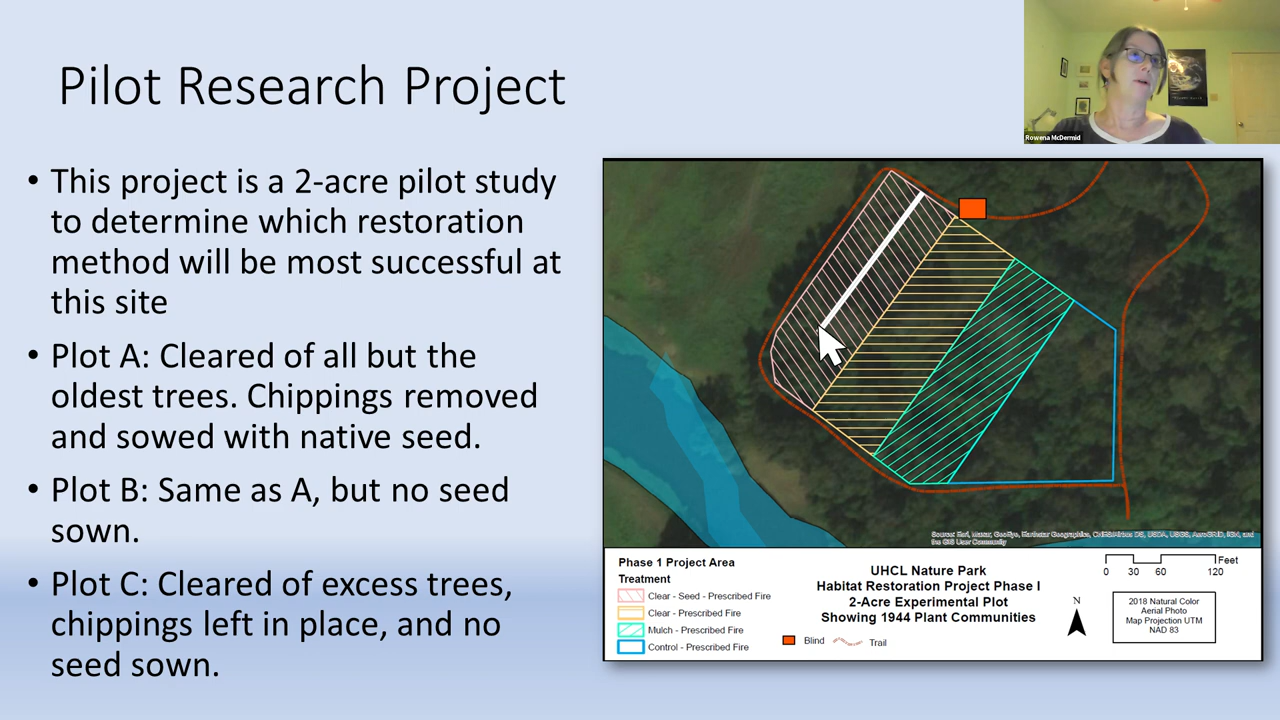 Pilot Research Project
Rowena McDermid
• This project is a 2-acre pilot study
to determine which restoration
method will be most successful at
this site
• Plot A: Cleared of all but the
oldest trees. Chippings removed
and sowed with native seed.
• Plot B: Same as A, but no seed
sown.
• Plot C: Cleared of excess trees,
chippings left in place, and no
seed sown.
the GIS User Community
Phase 1 Project Area
Treatment
Clear - Seed - Prescribed Fire
Clear - Prescribed Fire
Mulch - Prescribed Fire
Control - Prescribed Fire
UHCL Nature Park
Habitat Restoration Project Phase I
2-Acre Experimental Plot
Showing 1944 Plant Communities
Blind
Trail
Feet
0 30 60 120
N
2018 Natural Color
Aerial Photo
Map Projection UTM
NAD 83